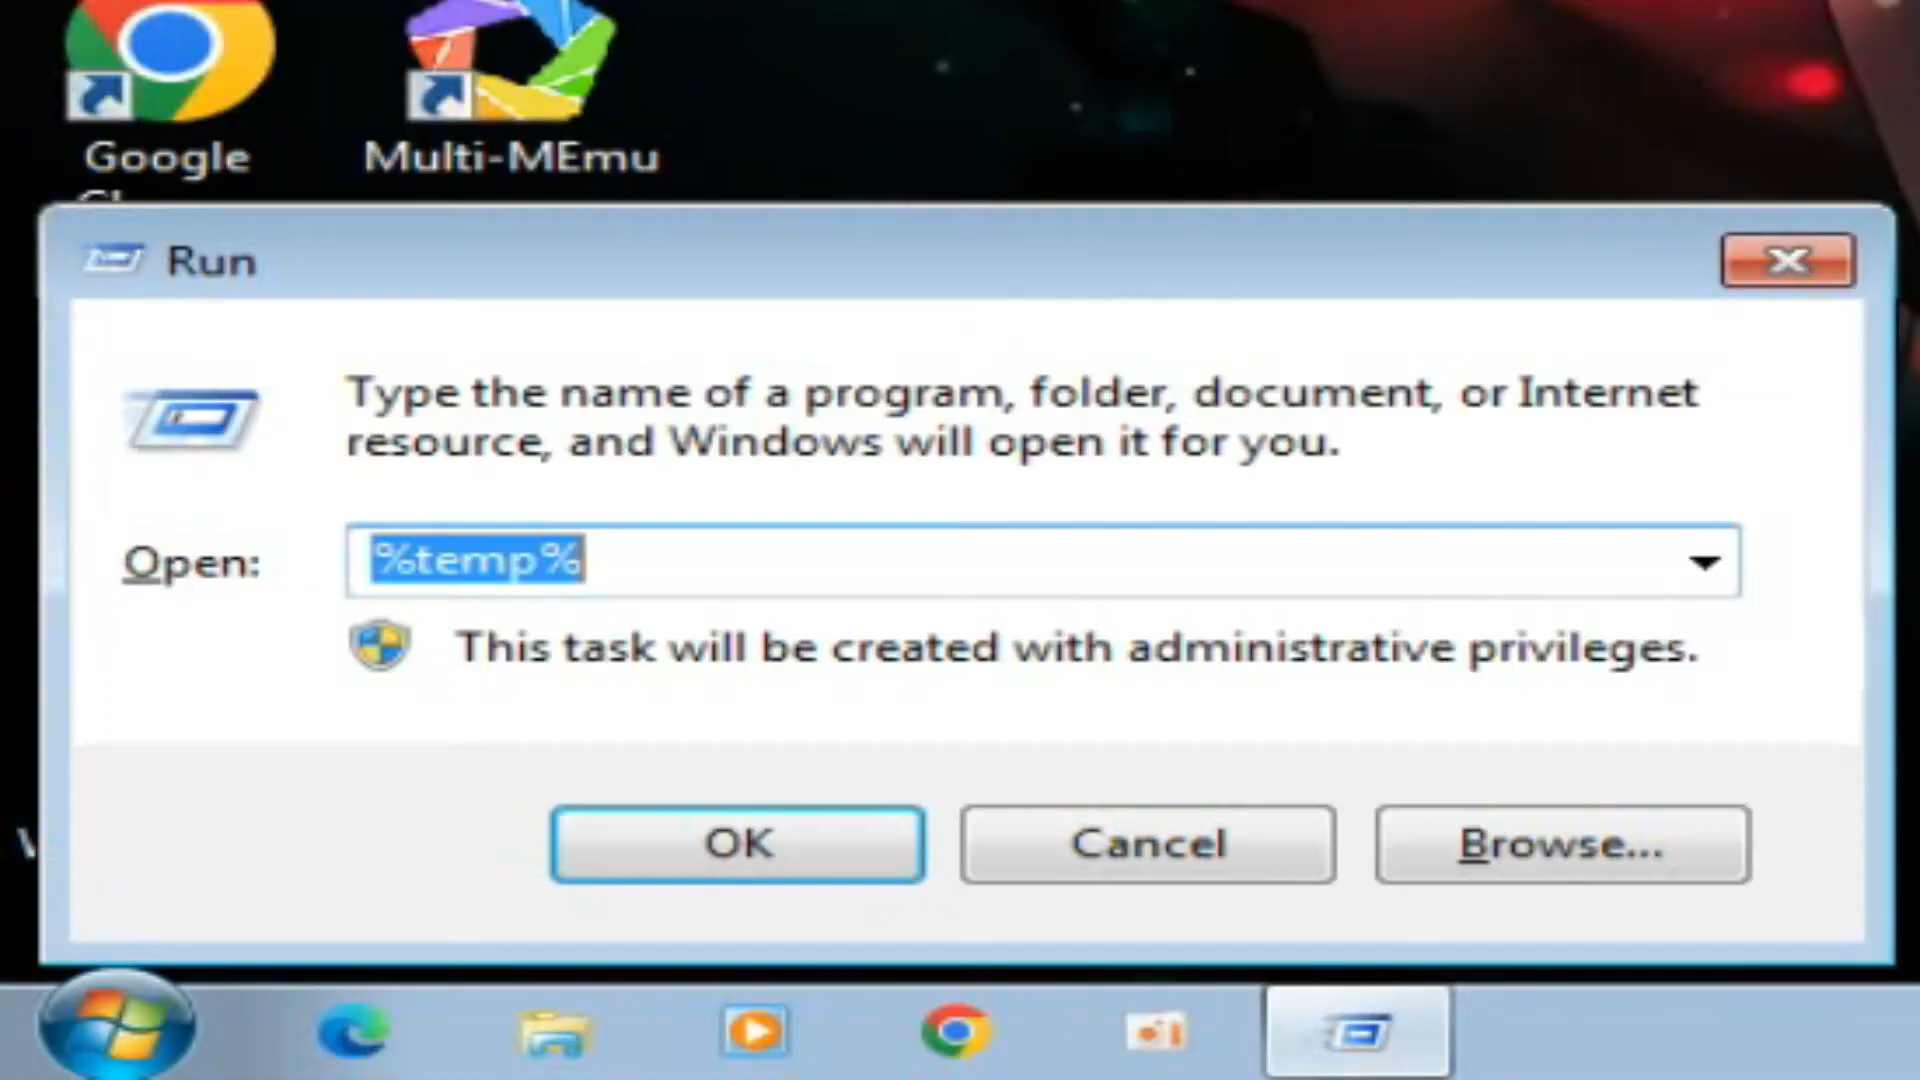 Google
Multi-MEmu
Run
Type the name of a program, folder, document, or Internet
resource, and Windows will open it for you.
Open: %temp%
This task will be created with administrative privileges.
OK Cancel Browse...